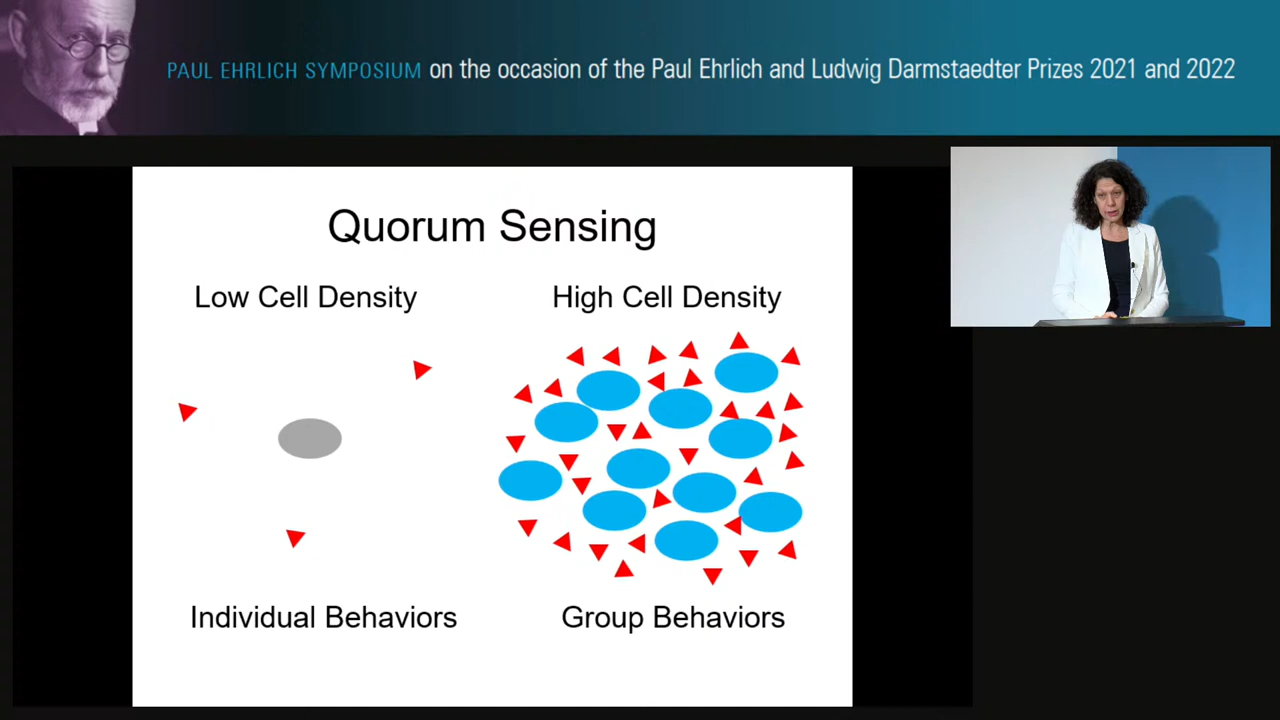 PAUL EHRLICH SYMPOSIUM on the occasion of the Paul Ehrlich and Ludwig Darmstaedter Prizes 2021 and 2022
Quorum Sensing
Low Cell Density
High Cell Density
Individual Behaviors
Group Behaviors